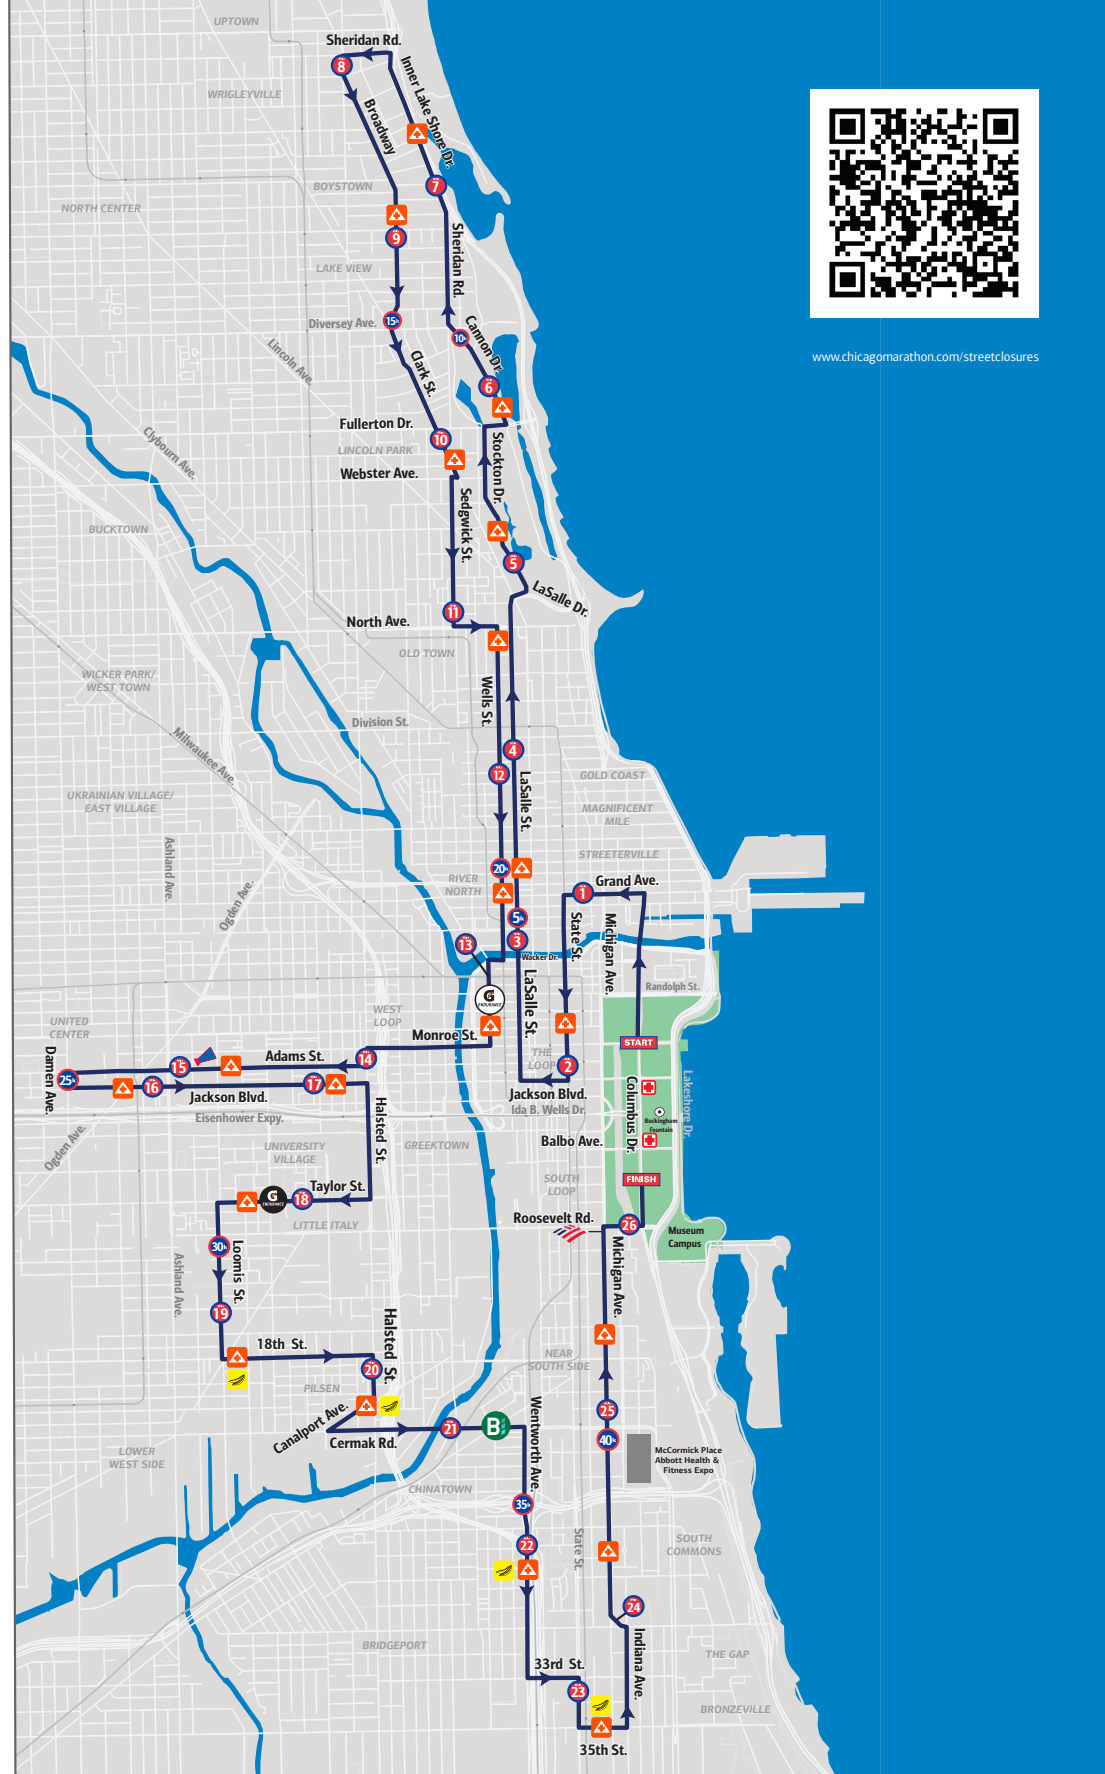 UPTOWN
Sheridan Rd.
8
Inner Lake Shore Dr.
WRIGLEYVILLE
Broadway
BOYSTOWN
7
NORTH CENTER
9
Sheridan Rd.
LAKE VIEW
Diversey Ave.
15k
10k
Cannon Dr.
Lincoln Ave.
Clark St.
6
www.chicagomarathon.com/streetclosures
Fullerton Dr.
10
Clybourn Ave.
LINCOLN PARK
Stockton Dr.
Webster Ave.
Sedgwick St.
BUCKTOWN
5
LaSalle Dr.
11
North Ave.
OLD TOWN
WICKER PARK/
WEST TOWN
Wells St.
Division St.
Milwaukee Ave.
4
12
GOLD COAST
UKRAINIAN VILLAGE/
EAST VILLAGE
LaSalle St.
MAGNIFICENT
MILE
Ashland Ave.
STREETERVILLE
20k
RIVER
NORTH
Grand Ave.
1
Ogden Ave.
5k
State St.
Michigan Ave.
13
3
Wacker Dr.
LaSalle St.
Randolph St.
G
ENDURANCE
WEST
LOOP
UNITED
CENTER
Monroe St.
START
Damen Ave.
Adams St.
14
THE
LOOP
15
2
25k
16
17
Jackson Blvd.
Jackson Blvd.
Ida B. Wells Dr.
Columbus Dr.
Lakeshore Dr.
Eisenhower Expy.
Buckingham
Fountain
Ogden Ave.
Halsted St.
UNIVERSITY
VILLAGE
GREEKTOWN
Balbo Ave.
SOUTH
LOOP
FINISH
Taylor St.
G
ENDURANCE
18
Roosevelt Rd.
LITTLE ITALY
26
Museum
Campus
30k
Loomis St.
Ashland Ave.
Michigan Ave.
19
Halsted St.
18th St.
20
NEAR
SOUTH SIDE
PILSEN
Canalport Ave.
Wentworth Ave.
25
21
B
Cermak Rd.
40k
LOWER
WEST SIDE
McCormick Place
Abbott Health &
Fitness Expo
CHINATOWN
35k
22
State St.
SOUTH
COMMONS
24
BRIDGEPORT
Indiana Ave.
THE GAP
33rd St.
23
BRONZEVILLE
35th St.